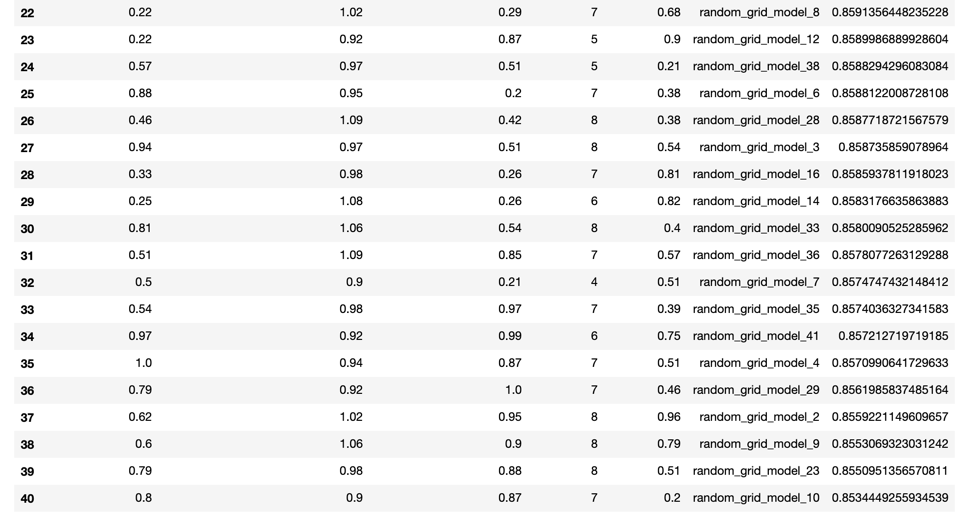 22 0.22 1.02 0.29 7 0.68 random_grid_model_8 0.8591356448235228
23 0.22 0.92 0.87 5 0.9 random_grid_model_12 0.8589986889928604
24 0.57 0.97 0.51 5 0.21 random_grid_model_38 0.8588294296083084
25 0.88 0.95 0.2 7 0.38 random_grid_model_6 0.8588122008728108
26 0.46 1.09 0.42 8 0.38 random_grid_model_28 0.8587718721567579
27 0.94 0.97 0.51 8 0.54 random_grid_model_3 0.858735859078964
28 0.33 0.98 0.26 7 0.81 random_grid_model_16 0.8585937811918023
29 0.25 1.08 0.26 6 0.82 random_grid_model_14 0.8583176635863883
30 0.81 1.06 0.54 8 0.4 random_grid_model_33 0.8580090525285962
31 0.51 1.09 0.85 7 0.57 random_grid_model_36 0.8578077263129288
32 0.5 0.9 0.21 4 0.51 random_grid_model_7 0.8574747432148412
33 0.54 0.98 0.97 7 0.39 random_grid_model_35 0.8574036327341583
34 0.97 0.92 0.99 6 0.75 random_grid_model_41 0.857212719719185
35 1.0 0.94 0.87 7 0.51 random_grid_model_4 0.8570990641729633
36 0.79 0.92 1.0 7 0.46 random_grid_model_29 0.8561985837485164
37 0.62 1.02 0.95 8 0.96 random_grid_model_2 0.8559221149609657
38 0.6 1.06 0.9 8 0.79 random_grid_model_9 0.8553069323031242
39 0.79 0.98 0.88 8 0.51 random_grid_model_23 0.8550951356570811
40 0.8 0.9 0.87 7 0.2 random_grid_model_10 0.8534449255934539